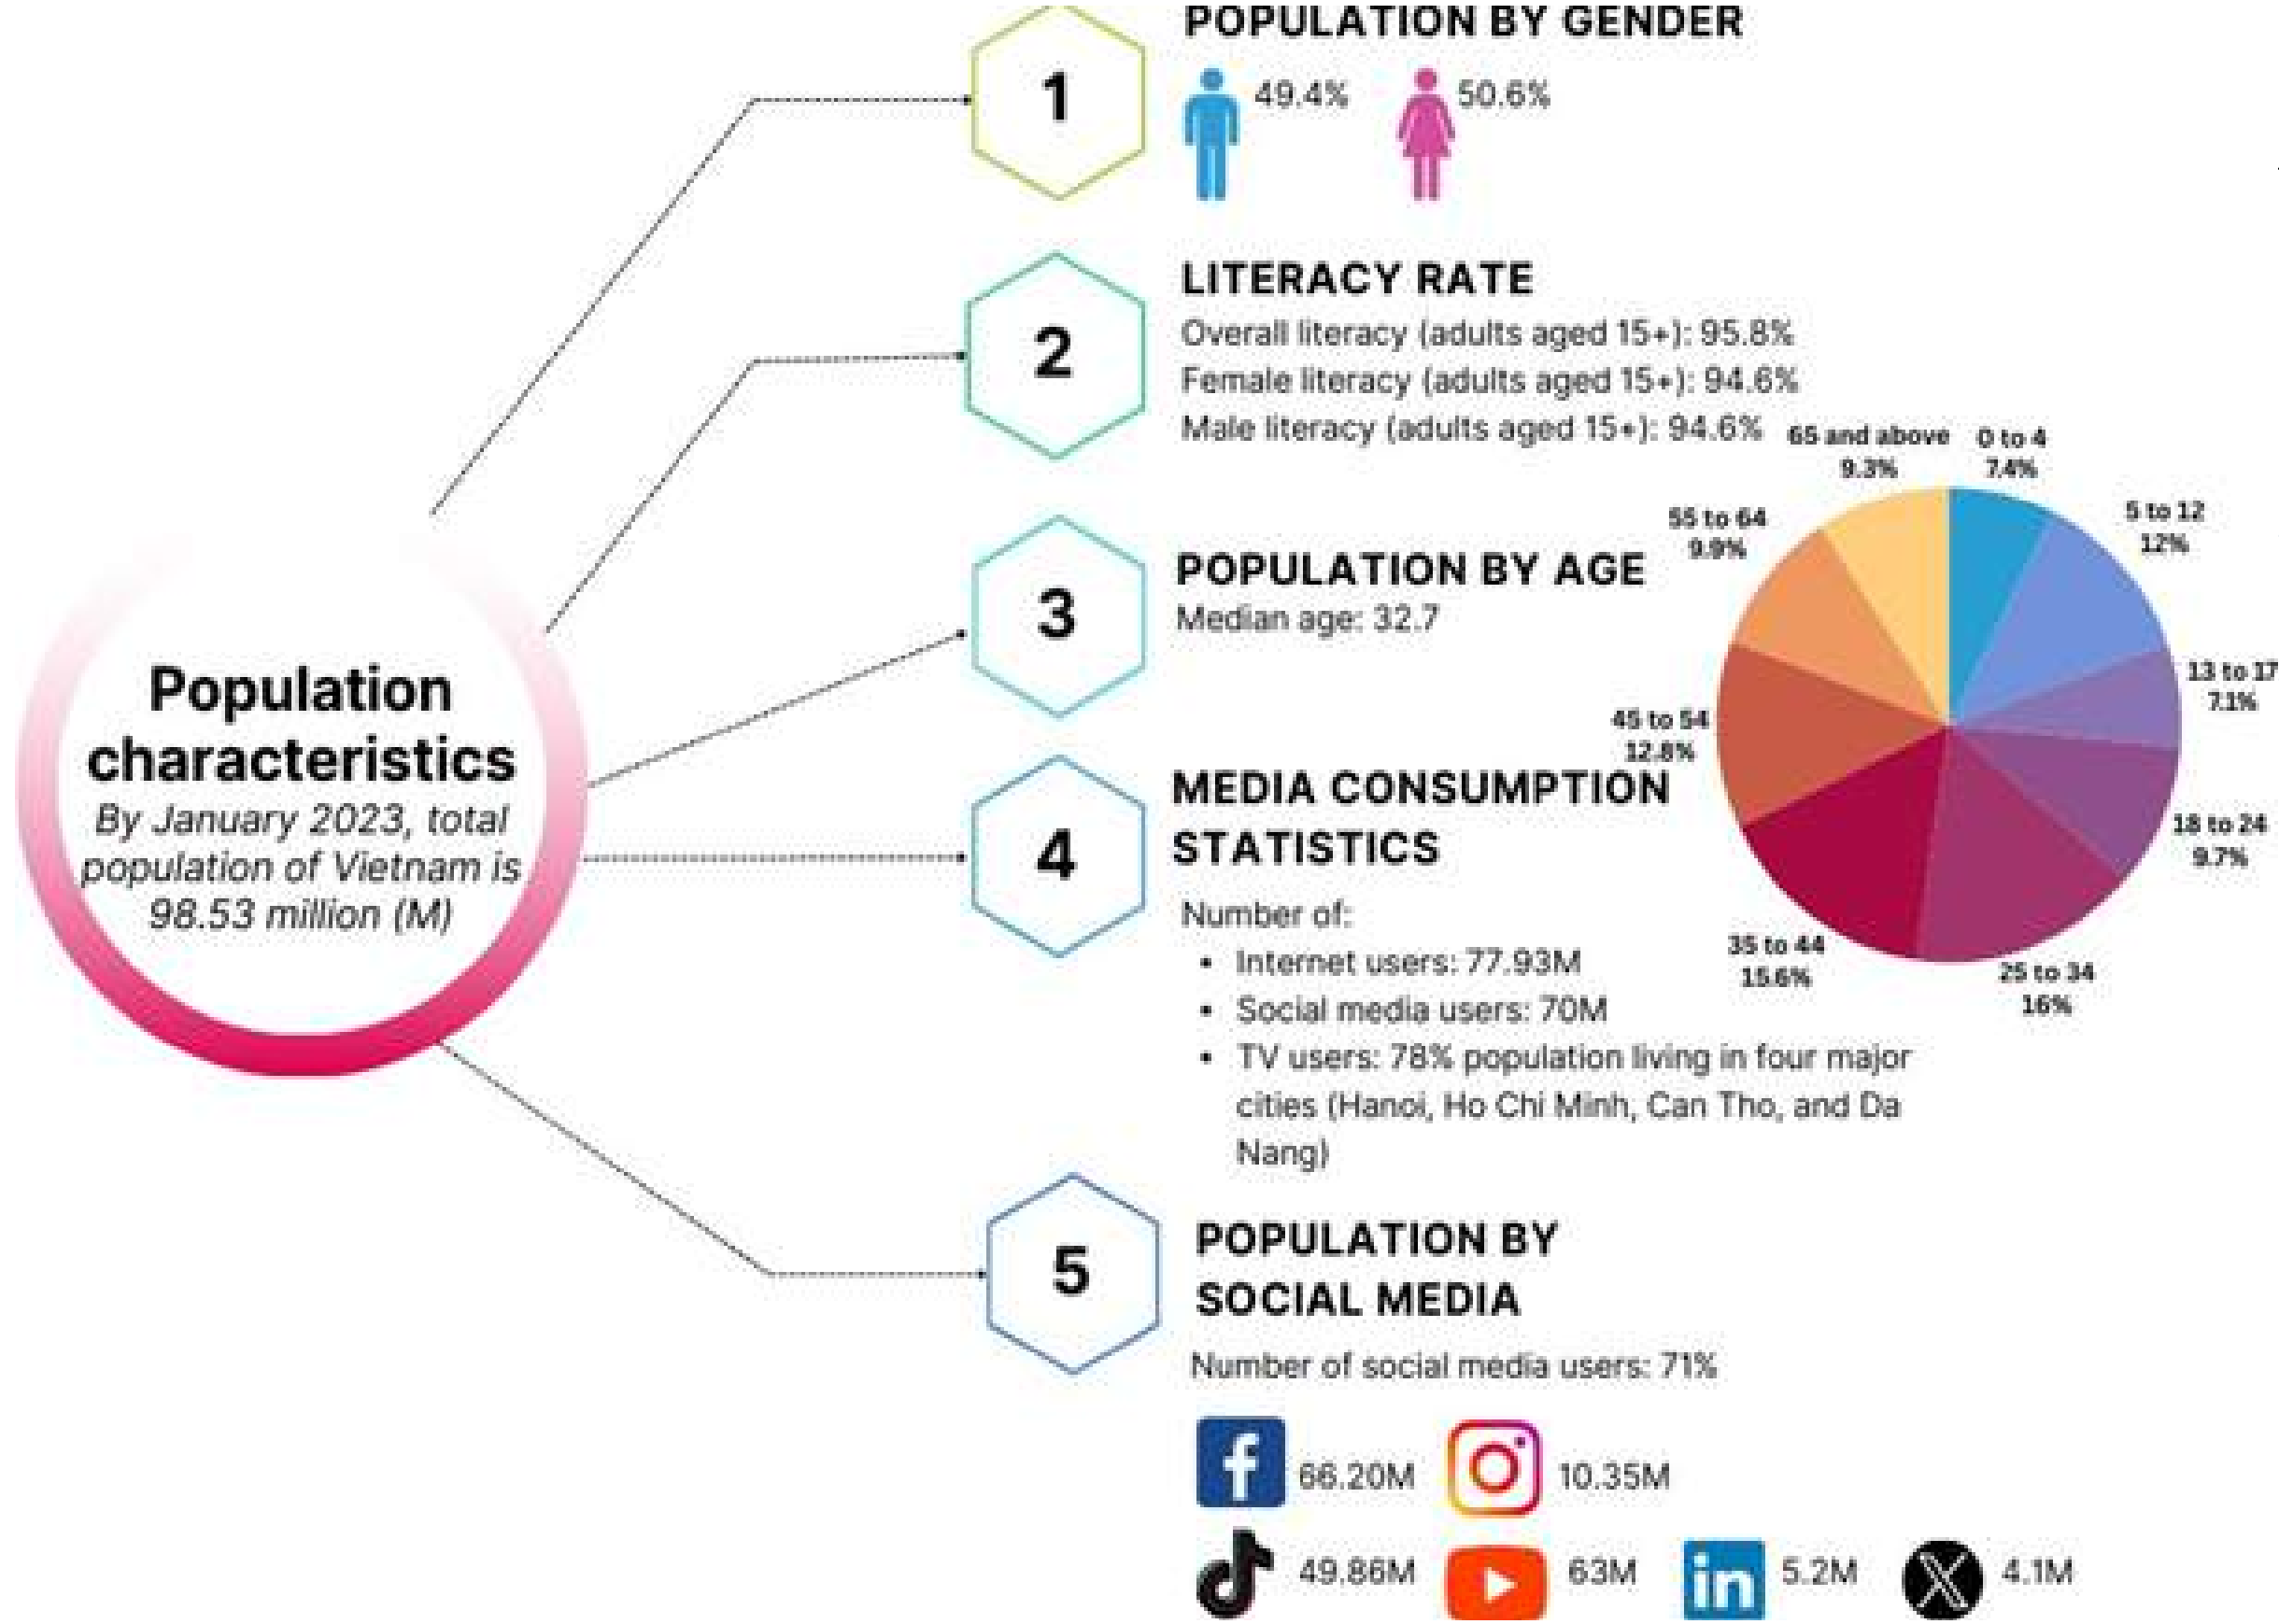 POPULATION BY GENDER
1
49.4%
50.6%
2
LITERACY RATE
Overall literacy (adults aged 15+): 95.8%
Female literacy (adults aged 15+): 94.6%
Male literacy (adults aged 15+): 94.6%
3
POPULATION BY AGE
Median age: 32.7
65 and above
9.3%
0 to 4
7.4%
5 to 12
12%
13 to 17
7.1%
18 to 24
9.7%
25 to 34
16%
35 to 44
15.6%
45 to 54
12.8%
55 to 64
9.9%
Population
characteristics
By January 2023, total
population of Vietnam is
98.53 million (M)
4
MEDIA CONSUMPTION
STATISTICS
Number of:
• Internet users: 77.93M
• Social media users: 70M
• TV users: 78% population living in four major
cities (Hanoi, Ho Chi Minh, Can Tho, and Da
Nang)
5
POPULATION BY
SOCIAL MEDIA
Number of social media users: 71%
f
66.20M
10.35M
49.86M
63M
in
5.2M
X
4.1M